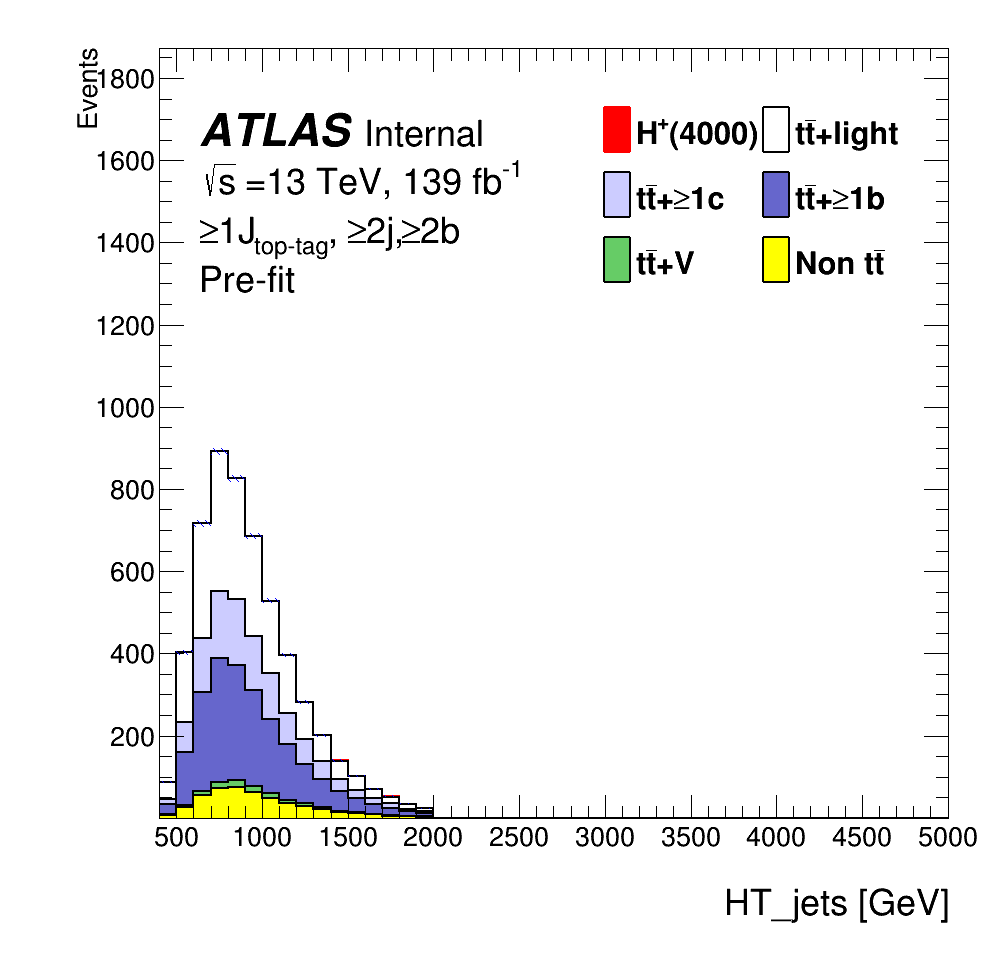 Events
1800
1600
1400
1200
1000
800
600
400
200
ATLAS Internal
√s =13 TeV, 139 fb⁻¹
≥1J_top-tag, ≥2j,≥2b
Pre-fit
H⁺(4000) tt̄+light
tt̄+≥1c tt̄+≥1b
tt̄+V Non tt̄
500 1000 1500 2000 2500 3000 3500 4000 4500 5000
HT_jets [GeV]